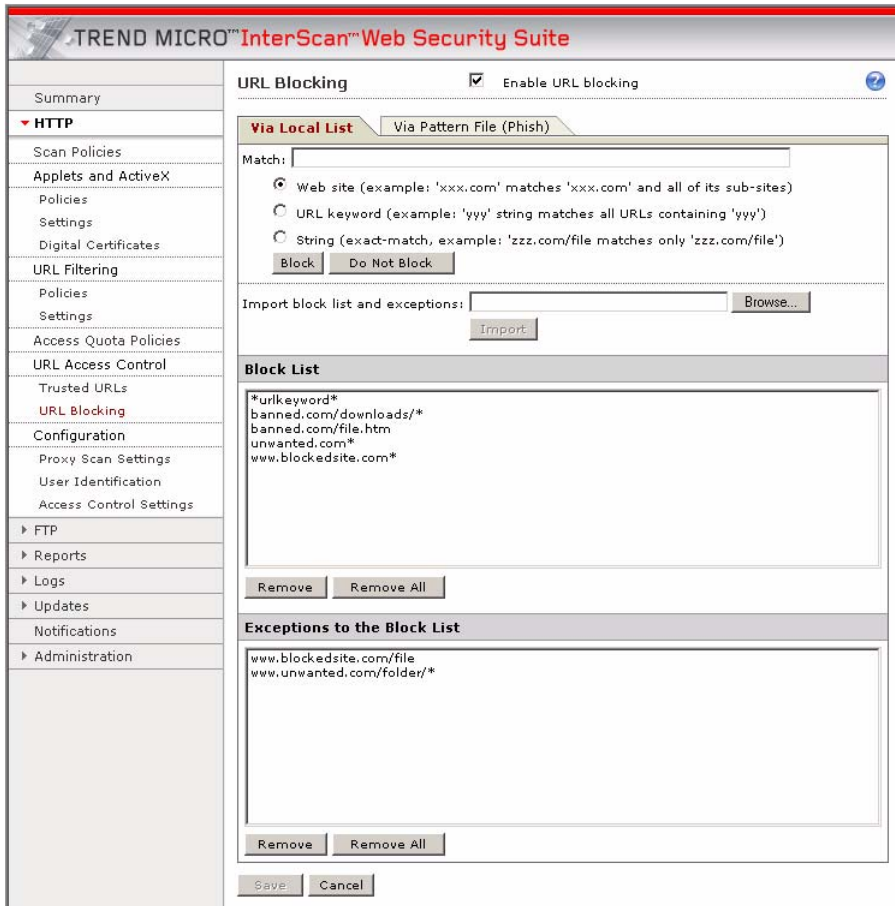 TREND MICRO™ InterScan™ Web Security Suite
Summary
HTTP
Scan Policies
Applets and ActiveX
Policies
Settings
Digital Certificates
URL Filtering
Policies
Settings
Access Quota Policies
URL Access Control
Trusted URLs
URL Blocking
Configuration
Proxy Scan Settings
User Identification
Access Control Settings
FTP
Reports
Logs
Updates
Notifications
Administration
URL Blocking Enable URL blocking ?
Via Local List Via Pattern File (Phish)
Match:
Web site (example: 'xxx.com' matches 'xxx.com' and all of its sub-sites)
URL keyword (example: 'yyy' string matches all URLs containing 'yyy')
String (exact-match, example: 'zzz.com/file matches only 'zzz.com/file')
Block Do Not Block
Import block list and exceptions: Browse...
Import
Block List
*urlkeyword*
banned.com/downloads/*
banned.com/file.htm
unwanted.com*
www.blockedsite.com*
Remove Remove All
Exceptions to the Block List
www.blockedsite.com/file
www.unwanted.com/folder/*
Remove Remove All
Save Cancel